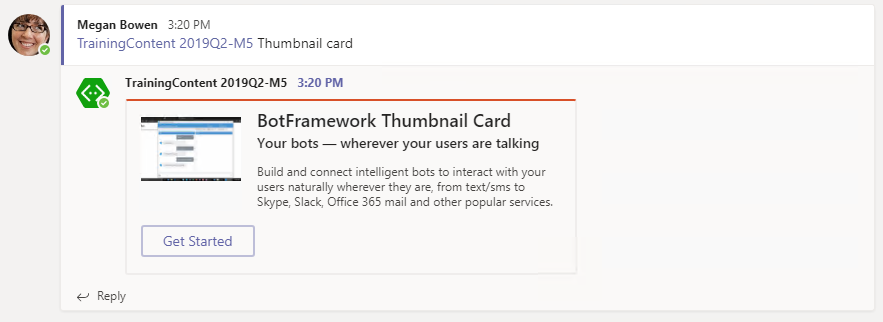 Megan Bowen 3:20 PM
TrainingContent 2019Q2-M5 Thumbnail card
TrainingContent 2019Q2-M5 3:20 PM
BotFramework Thumbnail Card
Your bots — wherever your users are talking
Build and connect intelligent bots to interact with your
users naturally wherever they are, from text/sms to
Skype, Slack, Office 365 mail and other popular services.
Get Started
Reply